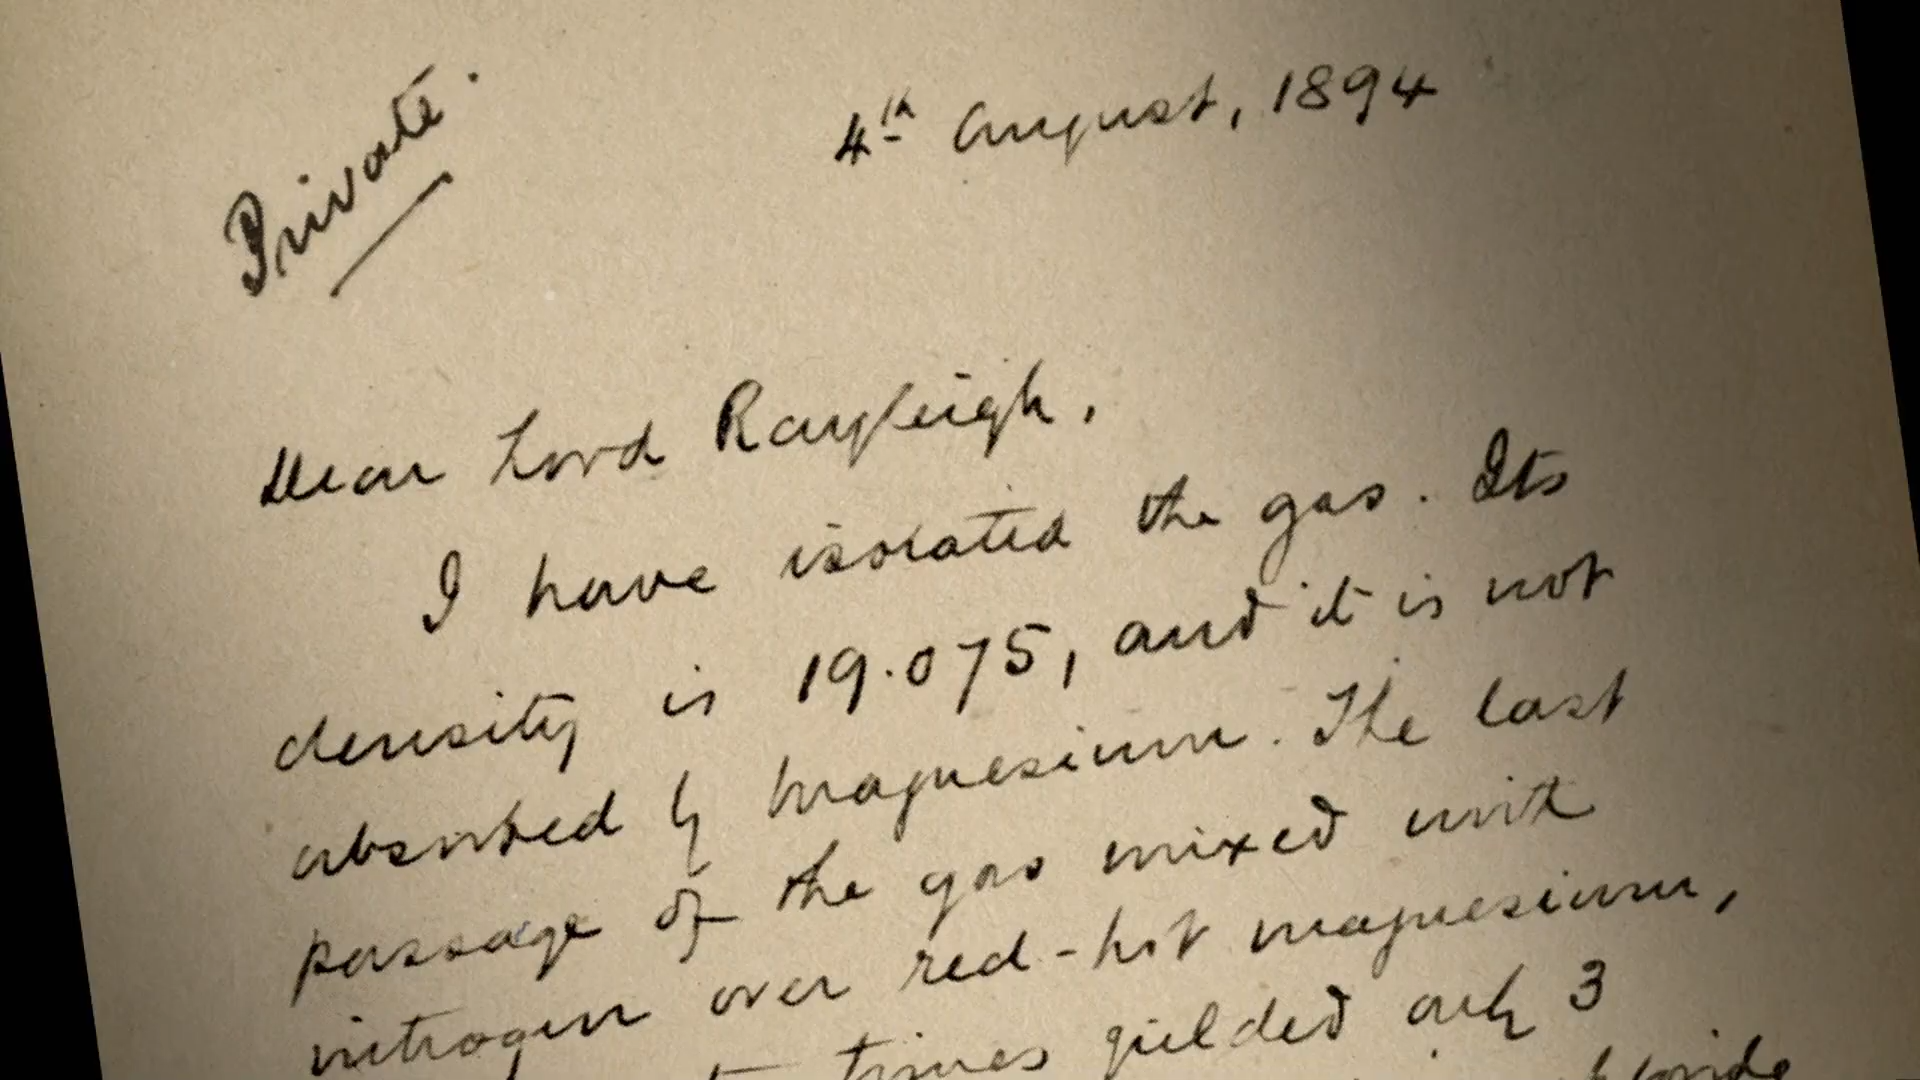 Private.
4th August, 1894
Dear Lord Rayleigh,
I have isolated the gas. Its
density is 19.075, and it is not
absorbed by magnesium. The last
passage of the gas mixed with
nitrogen over red-hot magnesium,
times yielded only 3